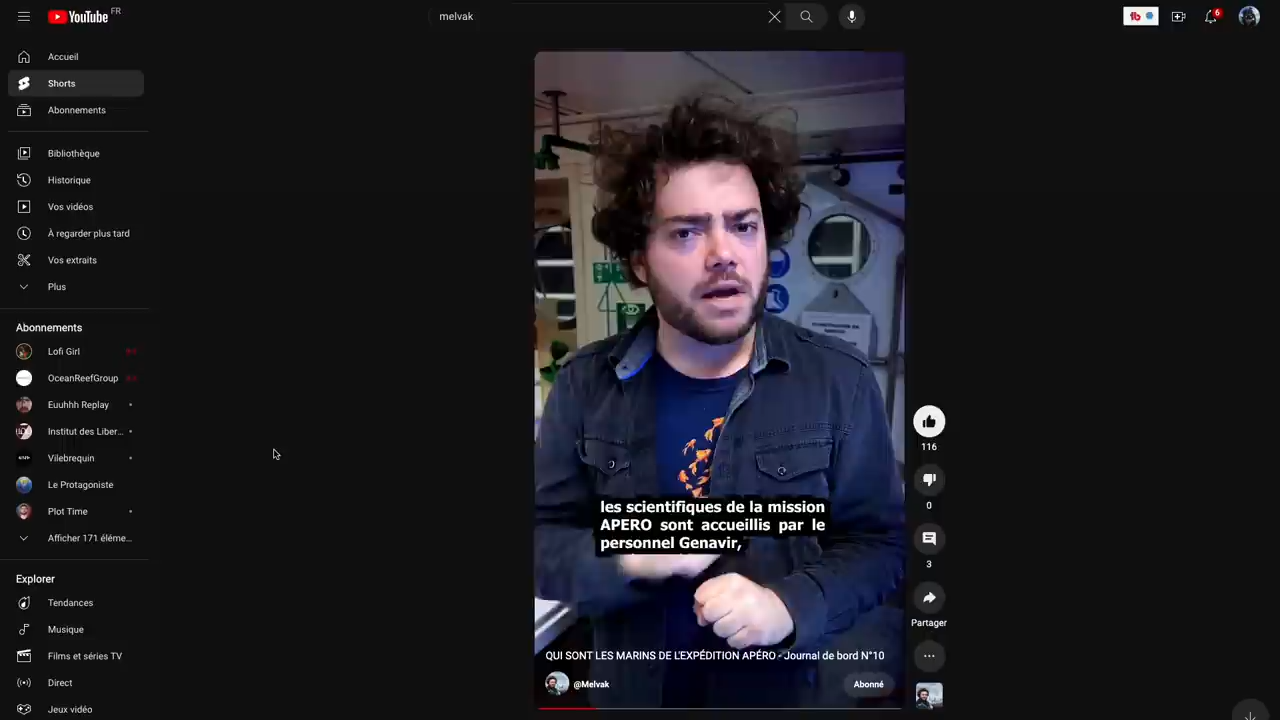 YouTube FR
melvak
6
Accueil
Shorts
Abonnements
Bibliothèque
Historique
Vos vidéos
À regarder plus tard
Vos extraits
Plus
Abonnements
Lofi Girl
OceanReefGroup
Euuhhh Replay
Institut des Liber...
Vilebrequin
Le Protagoniste
Plot Time
Afficher 171 éléme...
Explorer
Tendances
Musique
Films et séries TV
Direct
Jeux vidéo
les scientifiques de la mission
APERO sont accueillis par le
personnel Genavir,
QUI SONT LES MARINS DE L'EXPÉDITION APÉRO - Journal de bord N°10
@Melvak
Abonné
116
0
3
Partager